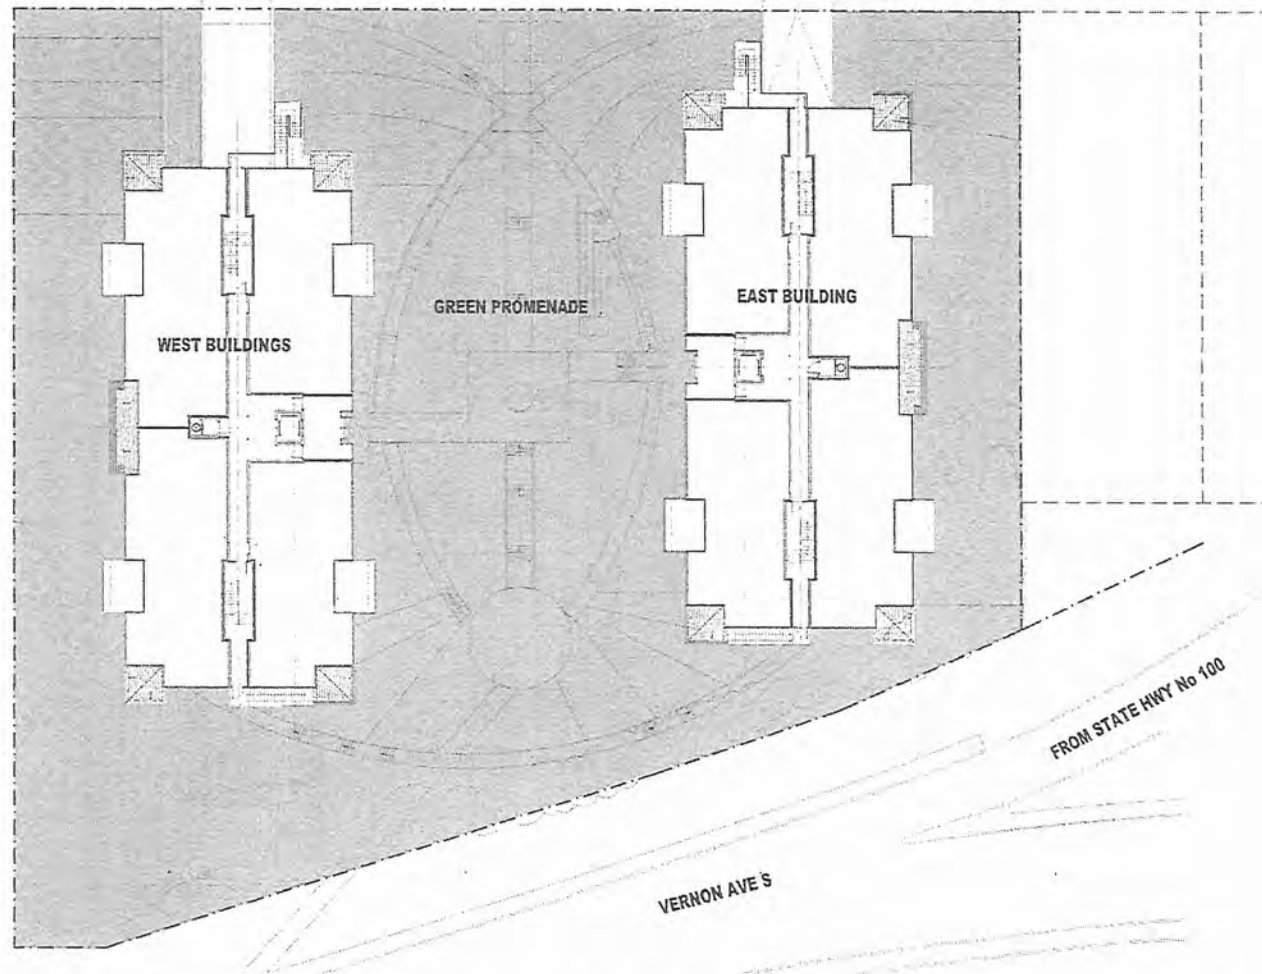 EAST BUILDING
GREEN PROMENADE
WEST BUILDINGS
FROM STATE HWY No 100
VERNON AVE S